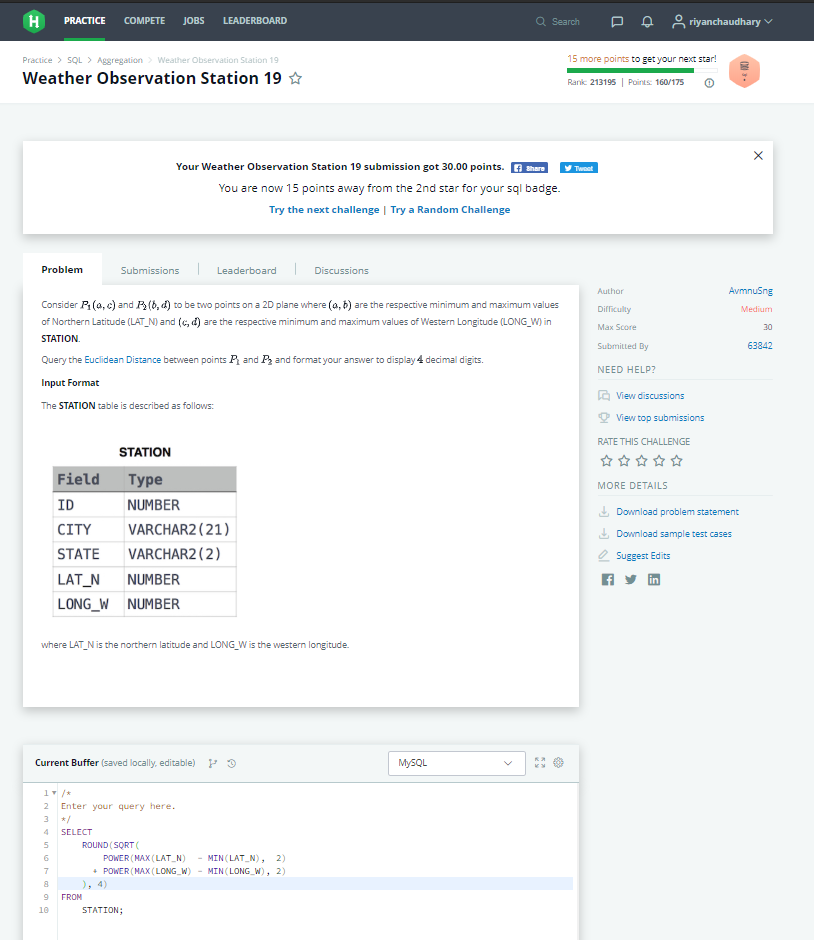 PRACTICE COMPETE JOBS LEADERBOARD Search riyanchaudhary
Practice > SQL > Aggregation > Weather Observation Station 19
Weather Observation Station 19
15 more points to get your next star!
Rank: 213195 | Points: 160/175
Your Weather Observation Station 19 submission got 30.00 points. Share Tweet
You are now 15 points away from the 2nd star for your sql badge.
Try the next challenge | Try a Random Challenge
Problem Submissions Leaderboard Discussions
Consider P₁(a, c) and P₂(b, d) to be two points on a 2D plane where (a, b) are the respective minimum and maximum values
of Northern Latitude (LAT_N) and (c, d) are the respective minimum and maximum values of Western Longitude (LONG_W) in
STATION.
Query the Euclidean Distance between points P₁ and P₂ and format your answer to display 4 decimal digits.
Input Format
The STATION table is described as follows:
STATION
Field Type
ID NUMBER
CITY VARCHAR2(21)
STATE VARCHAR2(2)
LAT_N NUMBER
LONG_W NUMBER
where LAT_N is the northern latitude and LONG_W is the western longitude.
Author AvmnuSng
Difficulty Medium
Max Score 30
Submitted By 63842
NEED HELP?
View discussions
View top submissions
RATE THIS CHALLENGE
MORE DETAILS
Download problem statement
Download sample test cases
Suggest Edits
Current Buffer (saved locally, editable) MySQL
1 /*
2 Enter your query here.
3 */
4 SELECT
5 ROUND(SQRT(
6 POWER(MAX(LAT_N) - MIN(LAT_N), 2)
7 + POWER(MAX(LONG_W) - MIN(LONG_W), 2)
8 ), 4)
9 FROM
10 STATION;